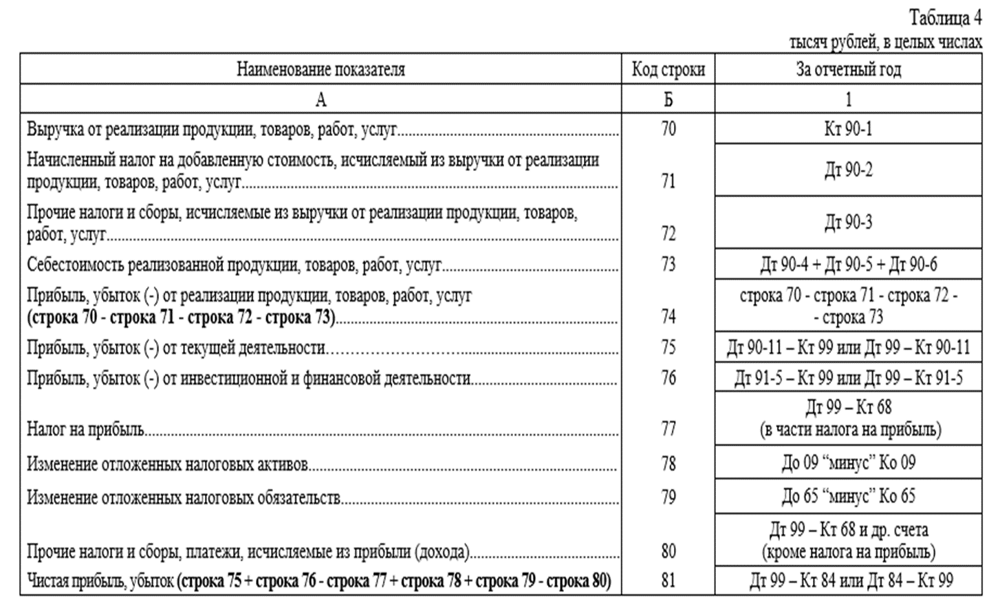 Таблица 4
тысяч рублей, в целых числах
Наименование показателя Код строки За отчетный год
А Б 1
Выручка от реализации продукции, товаров, работ, услуг.......... 70 Кт 90-1
Начисленный налог на добавленную стоимость, исчисляемый из выручки от реализации
продукции, товаров, работ, услуг.......... 71 Дт 90-2
Прочие налоги и сборы, исчисляемые из выручки от реализации продукции, товаров,
работ, услуг.......... 72 Дт 90-3
Себестоимость реализованной продукции, товаров, работ, услуг.......... 73 Дт 90-4 + Дт 90-5 + Дт 90-6
Прибыль, убыток (-) от реализации продукции, товаров, работ, услуг
(строка 70 - строка 71 - строка 72 - строка 73).......... 74
строка 70 - строка 71 - строка 72 -
- строка 73
Прибыль, убыток (-) от текущей деятельности.......... 75 Дт 90-11 – Кт 99 или Дт 99 – Кт 90-11
Прибыль, убыток (-) от инвестиционной и финансовой деятельности.......... 76 Дт 91-5 – Кт 99 или Дт 99 – Кт 91-5
Налог на прибыль.......... 77
Дт 99 – Кт 68
(в части налога на прибыль)
Изменение отложенных налоговых активов.......... 78 До 09 “минус” Ко 09
Изменение отложенных налоговых обязательств.......... 79 До 65 “минус” Ко 65
Прочие налоги и сборы, платежи, исчисляемые из прибыли (дохода).......... 80
Дт 99 – Кт 68 и др. счета
(кроме налога на прибыль)
Чистая прибыль, убыток (строка 75 + строка 76 - строка 77 + строка 78 + строка 79 - строка 80) 81 Дт 99 – Кт 84 или Дт 84 – Кт 99